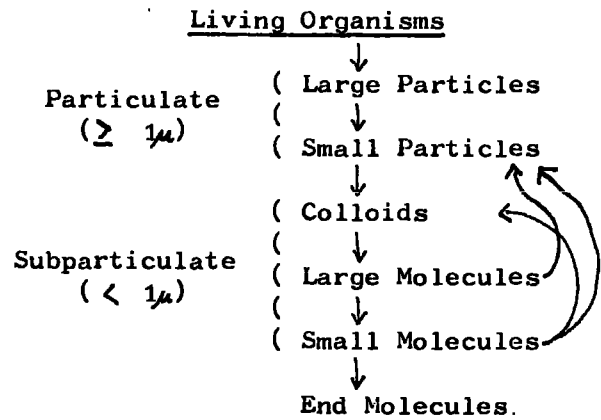 Living Organisms
( Large Particles
Particulate
(
(≥ 1μ)
( Small Particles
( Colloids
(
Subparticulate
( Large Molecules
(< 1μ)
(
( Small Molecules
End Molecules.